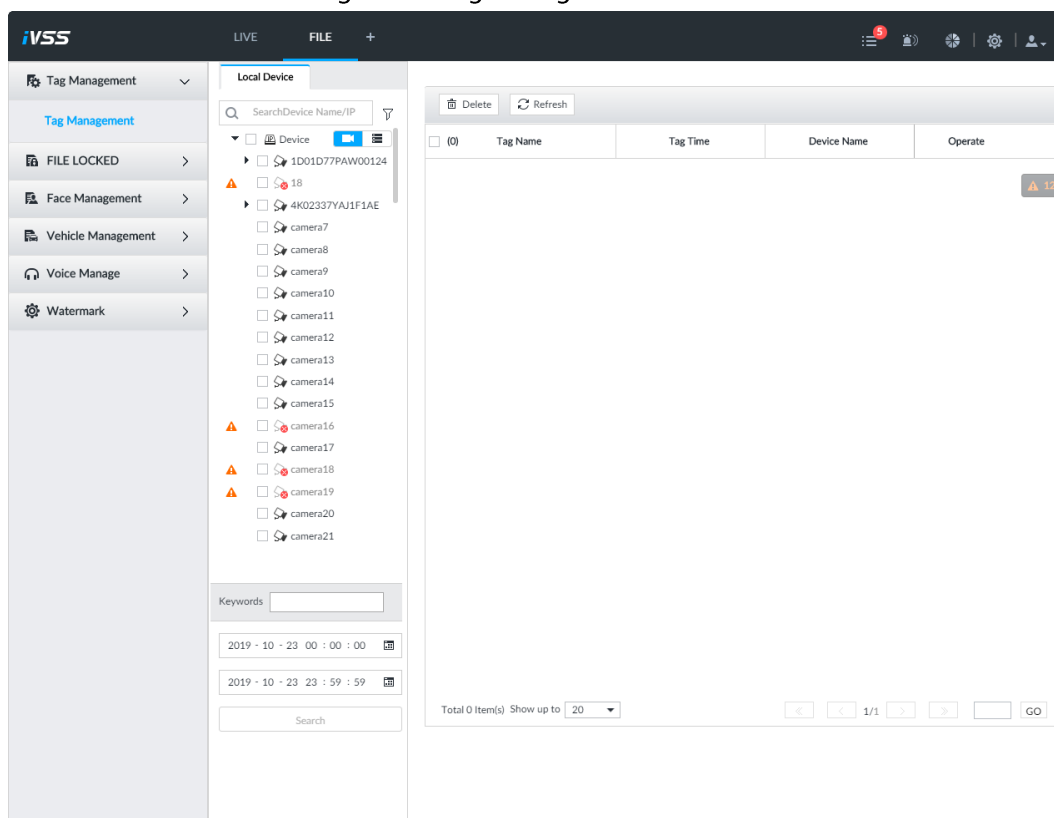 iVSS
LIVE FILE +
5
Tag Management
Tag Management
FILE LOCKED
Face Management
Vehicle Management
Voice Manage
Watermark
Local Device
SearchDevice Name/IP
Device
1D01D77PAW00124
18
4K02337YAJ1F1AE
camera7
camera8
camera9
camera10
camera11
camera12
camera13
camera14
camera15
camera16
camera17
camera18
camera19
camera20
camera21
Keywords
2019 - 10 - 23 00 : 00 : 00
2019 - 10 - 23 23 : 59 : 59
Search
Delete Refresh
(0) Tag Name Tag Time Device Name Operate
12
Total 0 Item(s) Show up to 20 1/1 GO